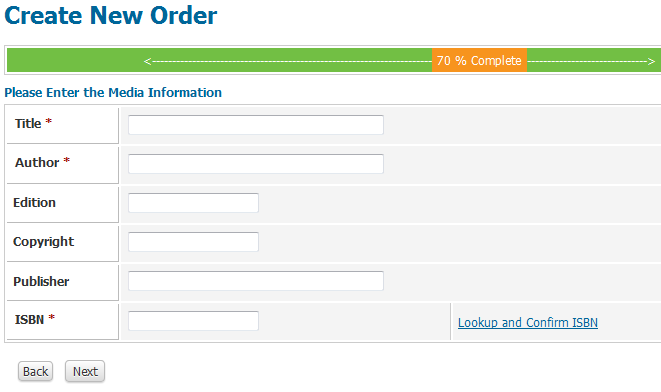 Create New Order
<---------------------------------------------------------------------- 70 % Complete ------------------------------>
Please Enter the Media Information
Title *
Author *
Edition
Copyright
Publisher
ISBN * Lookup and Confirm ISBN
Back Next